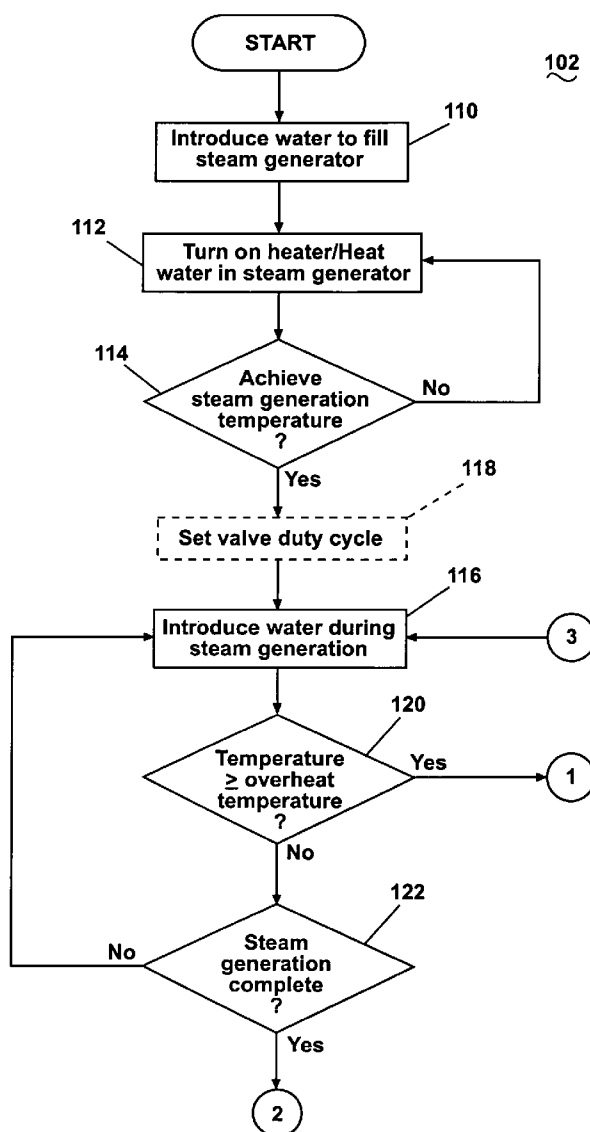 START
102
110
Introduce water to fill
steam generator
112
Turn on heater/Heat
water in steam generator
114
Achieve
steam generation
temperature
?
No
Yes
118
Set valve duty cycle
116
Introduce water during
steam generation
3
120
Temperature
≥ overheat
temperature
?
Yes
1
No
122
Steam
generation
complete
?
No
Yes
2